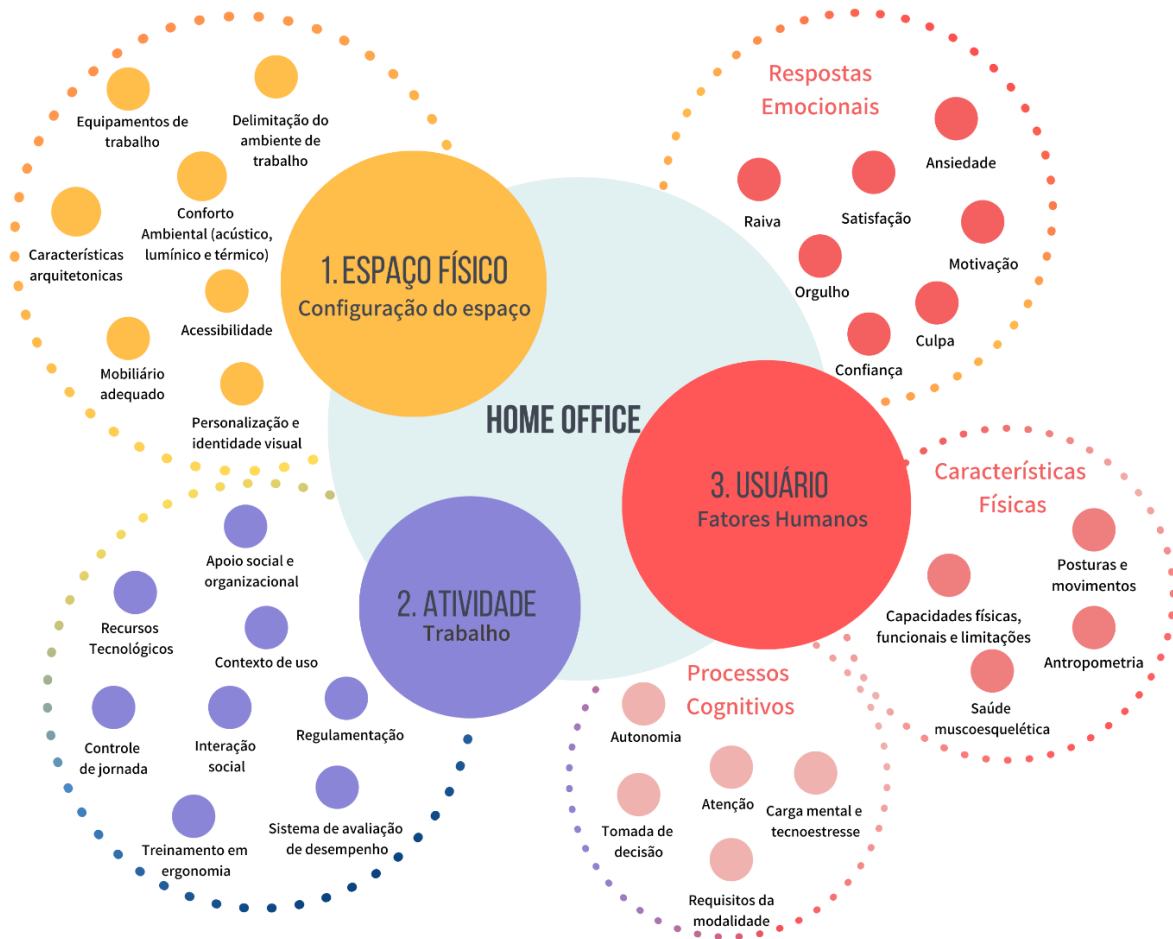 Equipamentos de
trabalho
Delimitação do
ambiente de
trabalho
Características
arquitetonicas
Conforto
Ambiental (acústico,
lumínico e térmico)
Acessibilidade
Mobiliário
adequado
Personalização e
identidade visual
1. ESPAÇO FÍSICO
Configuração do espaço
HOME OFFICE
Respostas
Emocionais
Ansiedade
Raiva
Satisfação
Motivação
Orgulho
Culpa
Confiança
3. USUÁRIO
Fatores Humanos
Características
Físicas
Posturas e
movimentos
Capacidades físicas,
funcionais e limitações
Antropometria
Saúde
muscoesquelética
2. ATIVIDADE
Trabalho
Apoio social e
organizacional
Recursos
Tecnológicos
Contexto de uso
Regulamentação
Controle
de jornada
Interação
social
Sistema de avaliação
de desempenho
Treinamento em
ergonomia
Processos
Cognitivos
Autonomia
Atenção
Carga mental e
tecnoestresse
Tomada de
decisão
Requisitos da
modalidade